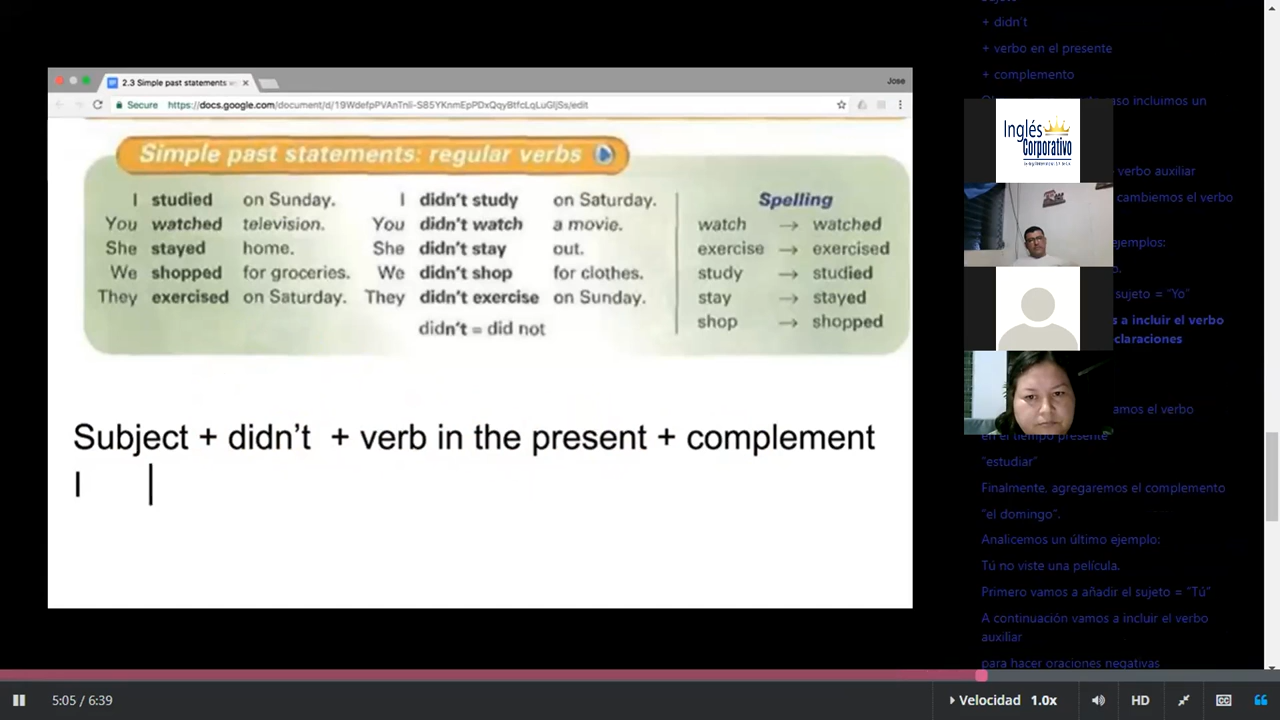 2.3 Simple past statements
Jose
Secure https://docs.google.com/document/d/19WdefpPVAnTnli-S85YKnmEpPDxQqyBtfcLqLuGIjSs/edit
Simple past statements: regular verbs
I studied on Sunday. I didn't study on Saturday. Spelling
You watched television. You didn't watch a movie. watch → watched
She stayed home. She didn't stay out. exercise → exercised
We shopped for groceries. We didn't shop for clothes. study → studied
They exercised on Saturday. They didn't exercise on Sunday. stay → stayed
didn't = did not shop → shopped
Subject + didn't + verb in the present + complement
I
+ didn't
+ verbo en el presente
+ complemento
caso incluimos un
verbo auxiliar
cambiemos el verbo
sujeto = "Yo"
a incluir el verbo
Inglés
Corporativo
amos el verbo
en el tiempo presente
"estudiar"
Finalmente, agregaremos el complemento
"el domingo".
Analicemos un último ejemplo:
Tú no viste una película.
Primero vamos a añadir el sujeto = "Tú"
A continuación vamos a incluir el verbo
auxiliar
para hacer oraciones negativas
5:05 / 6:39
Velocidad 1.0x
HD
CC